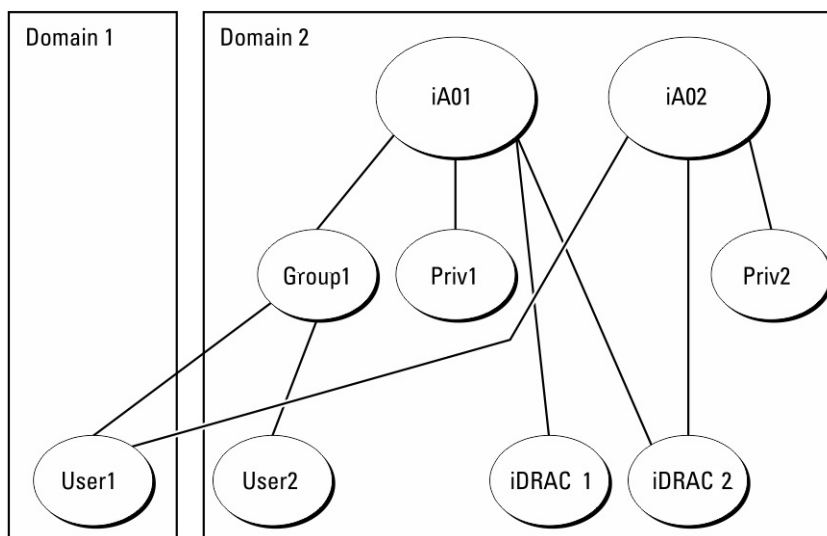 Domain 1
Domain 2
iA01
iA02
Group1
Priv1
Priv2
User1
User2
iDRAC 1
iDRAC 2